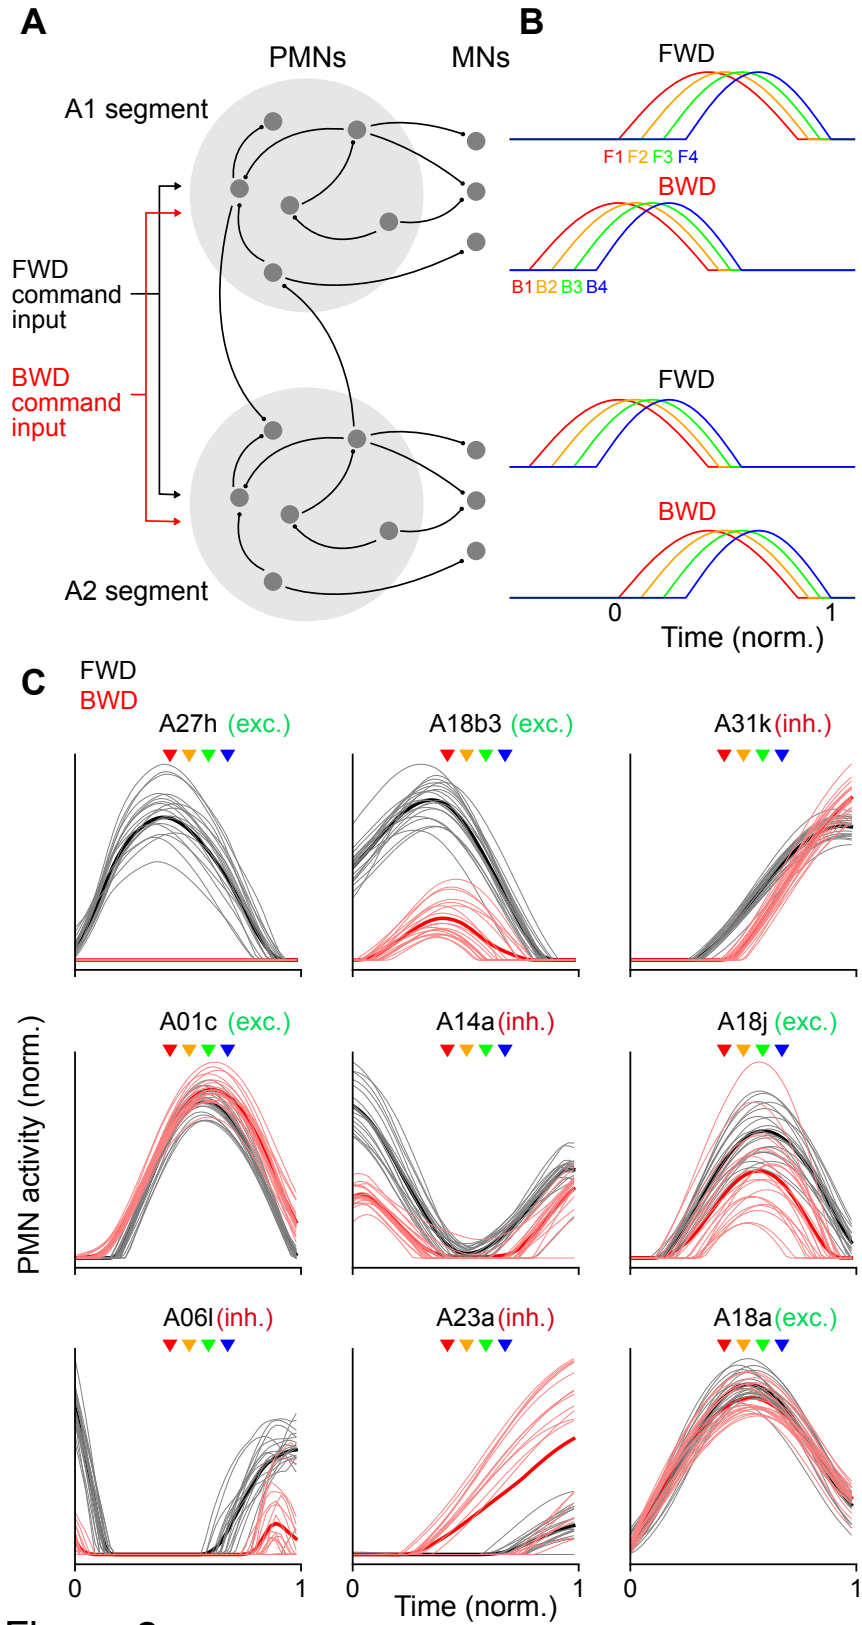 A
B
PMNs
MNs
A1 segment
FWD
F1 F2 F3 F4
BWD
B1 B2 B3 B4
FWD
command
input
BWD
command
input
FWD
BWD
A2 segment
0
1
Time (norm.)
C
FWD
BWD
A27h (exc.)
A18b3 (exc.)
A31k (inh.)
0
1
0
1
0
1
PMN activity (norm.)
A01c (exc.)
A14a (inh.)
A18j (exc.)
A06l (inh.)
A23a (inh.)
A18a (exc.)
Time (norm.)